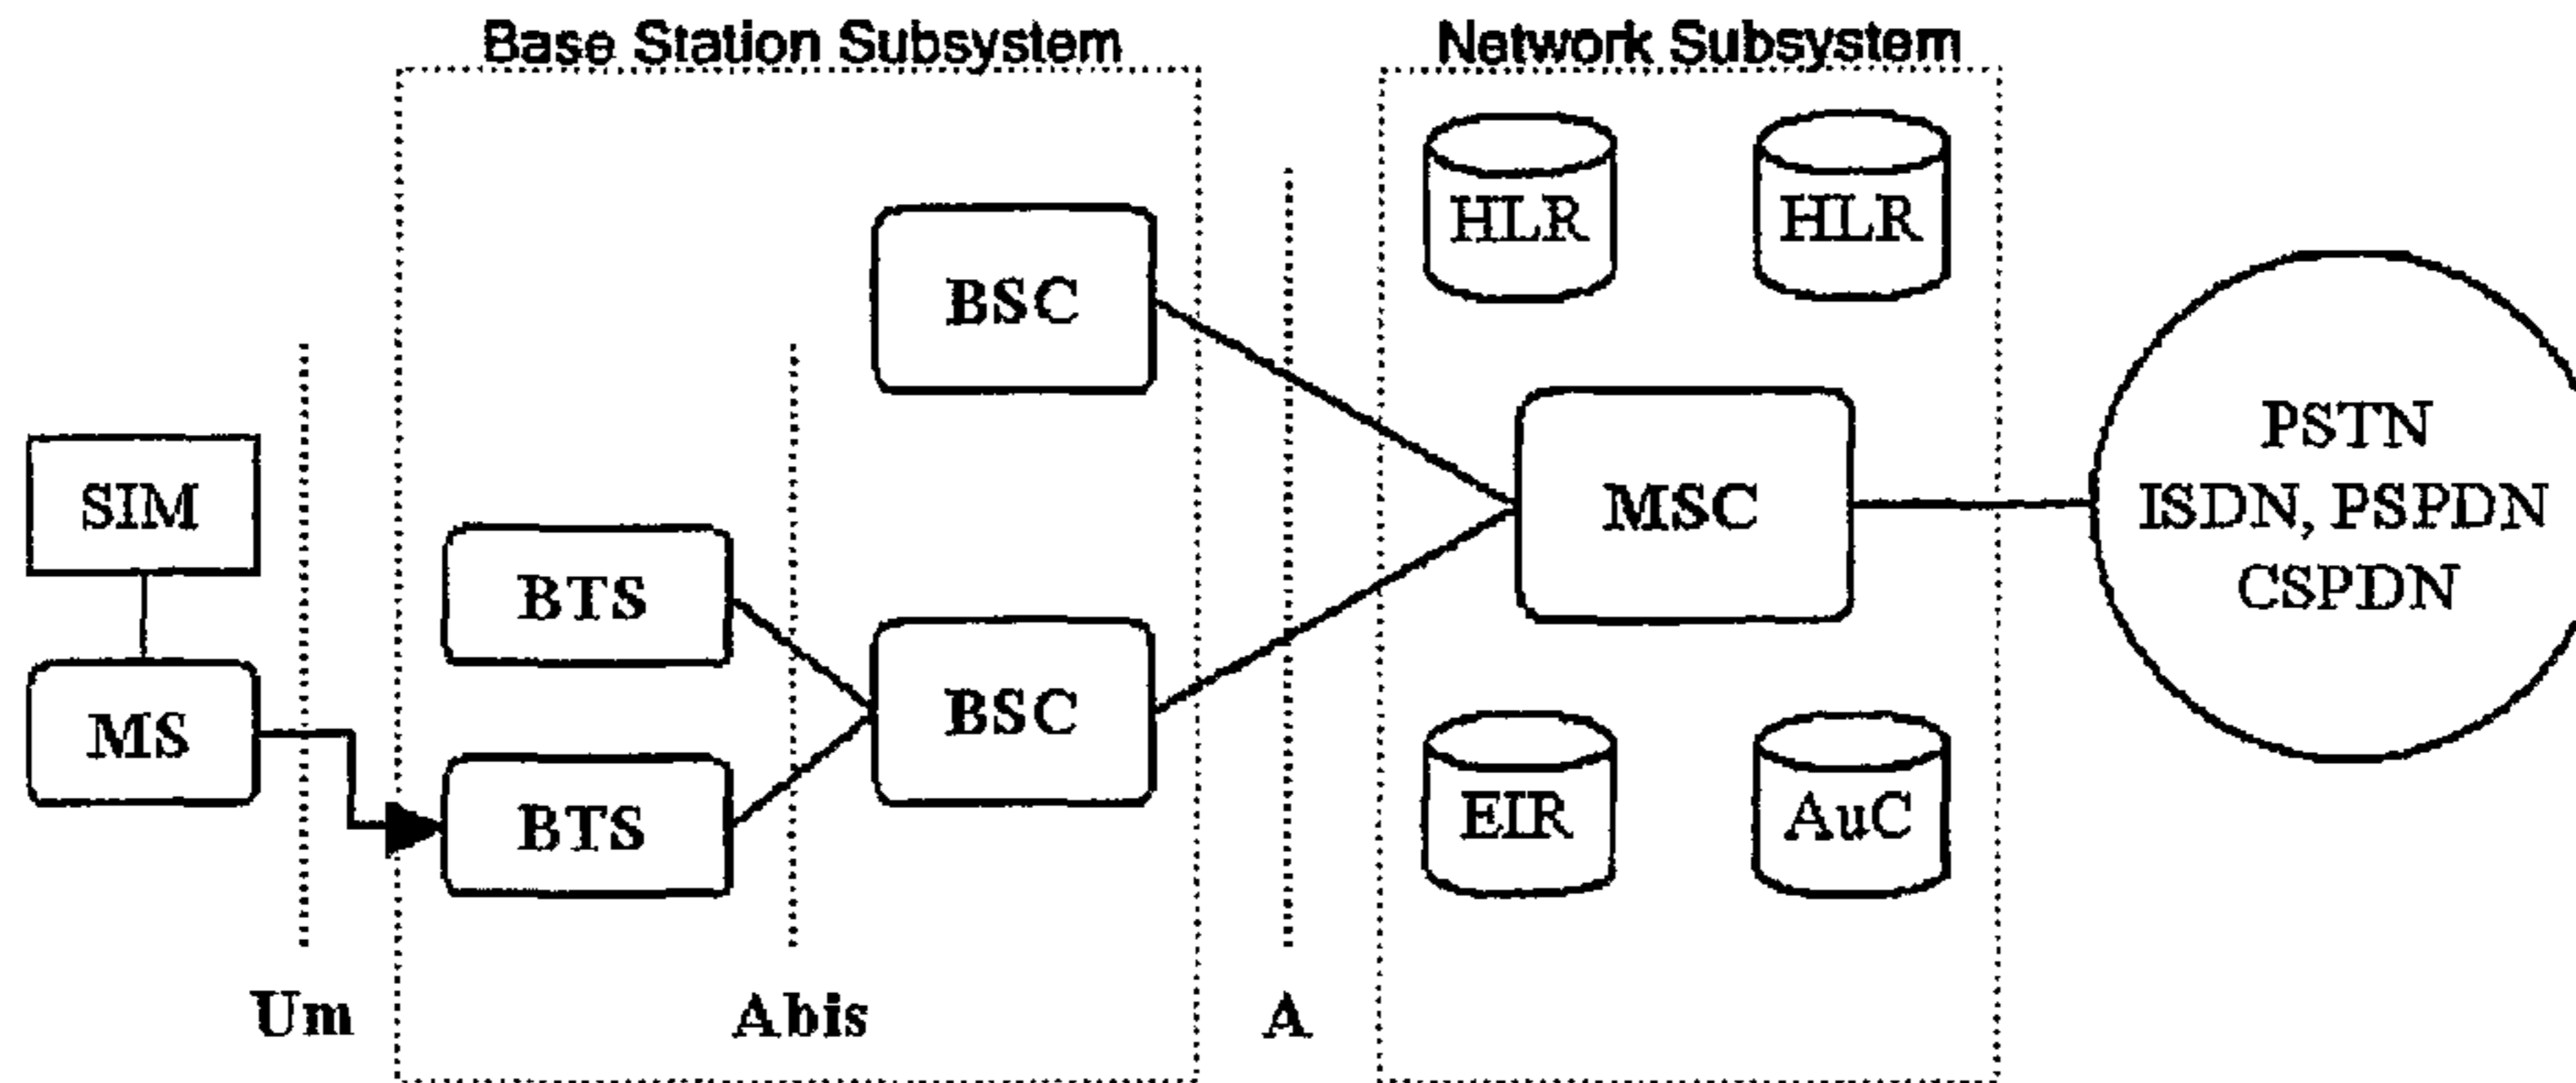 Base Station Subsystem
Network Subsystem
HLR
HLR
BSC
PSTN
ISDN, PSPDN
CSPDN
SIM
MSC
BTS
MS
BSC
BTS
EIR
AuC
Um
Abis
A